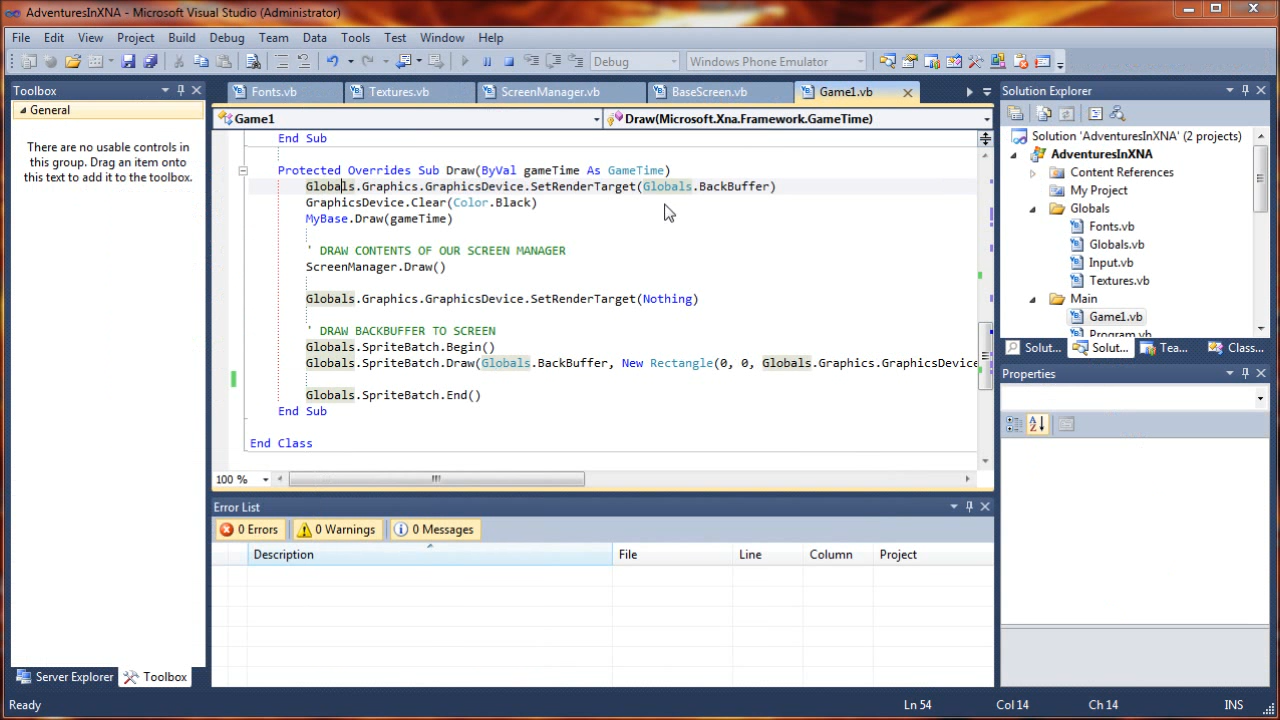 AdventuresInXNA - Microsoft Visual Studio (Administrator)
File Edit View Project Build Debug Team Data Tools Test Window Help
Debug Windows Phone Emulator
Toolbox
General
There are no usable controls in
this group. Drag an item onto
this text to add it to the toolbox.
Server Explorer Toolbox
Fonts.vb Textures.vb ScreenManager.vb BaseScreen.vb Game1.vb
Game1 Draw(Microsoft.Xna.Framework.GameTime)
End Sub
Protected Overrides Sub Draw(ByVal gameTime As GameTime)
Globals.Graphics.GraphicsDevice.SetRenderTarget(Globals.BackBuffer)
GraphicsDevice.Clear(Color.Black)
MyBase.Draw(gameTime)
' DRAW CONTENTS OF OUR SCREEN MANAGER
ScreenManager.Draw()
Globals.Graphics.GraphicsDevice.SetRenderTarget(Nothing)
' DRAW BACKBUFFER TO SCREEN
Globals.SpriteBatch.Begin()
Globals.SpriteBatch.Draw(Globals.BackBuffer, New Rectangle(0, 0, Globals.Graphics.GraphicsDevice
Globals.SpriteBatch.End()
End Sub
End Class
100 %
Error List
0 Errors 0 Warnings 0 Messages
Description File Line Column Project
Solution Explorer
Solution 'AdventuresInXNA' (2 projects)
AdventuresInXNA
Content References
My Project
Globals
Fonts.vb
Globals.vb
Input.vb
Textures.vb
Main
Game1.vb
Program.vb
Solut... Solut... Tea... Class...
Properties
Ready Ln 54 Col 14 Ch 14 INS